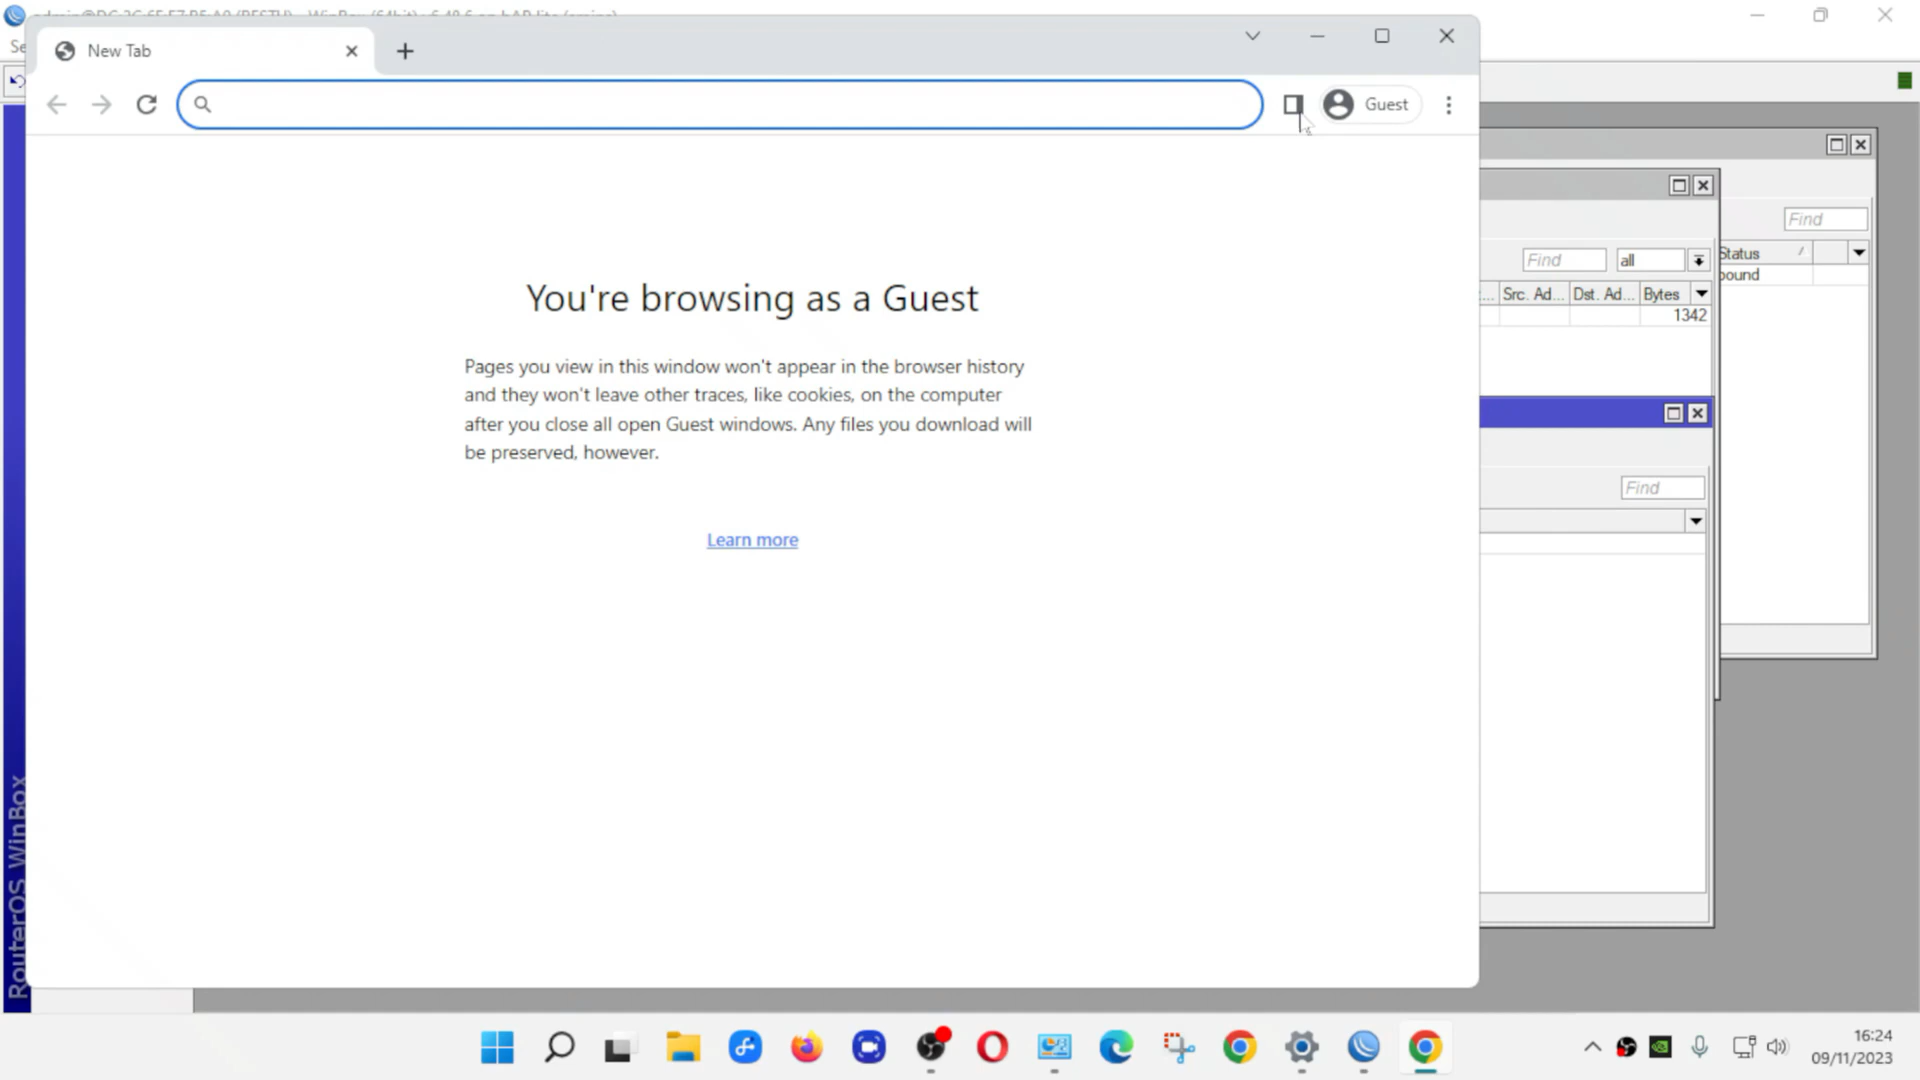 New Tab
Guest
You're browsing as a Guest
Pages you view in this window won't appear in the browser history
and they won't leave other traces, like cookies, on the computer
after you close all open Guest windows. Any files you download will
be preserved, however.
Learn more
Find
Status
bound
Find
all
Src. Ad...
Dst. Ad...
Bytes
1342
Find
RouterOS WinBox
16:24
09/11/2023